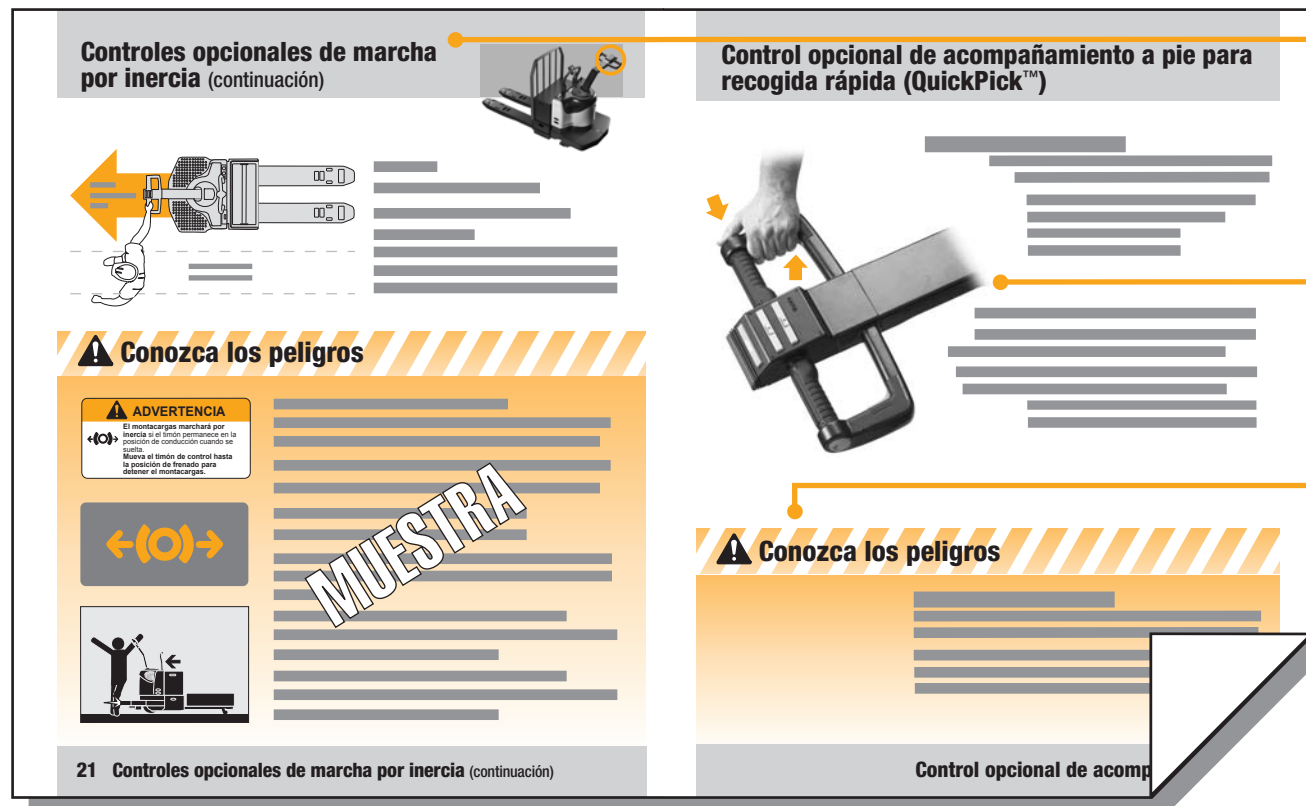 Controles opcionales de marcha
por inercia (continuación)
Conozca los peligros
ADVERTENCIA
El montacargas marchará por
inercia si el timón permanece en la
posición de conducción cuando se
suelta.
Mueva el timón de control hasta
la posición de frenado para
detener el montacargas.
MUESTRA
21 Controles opcionales de marcha por inercia (continuación)
Control opcional de acompañamiento a pie para
recogida rápida (QuickPick™)
Conozca los peligros
Control opcional de acomp